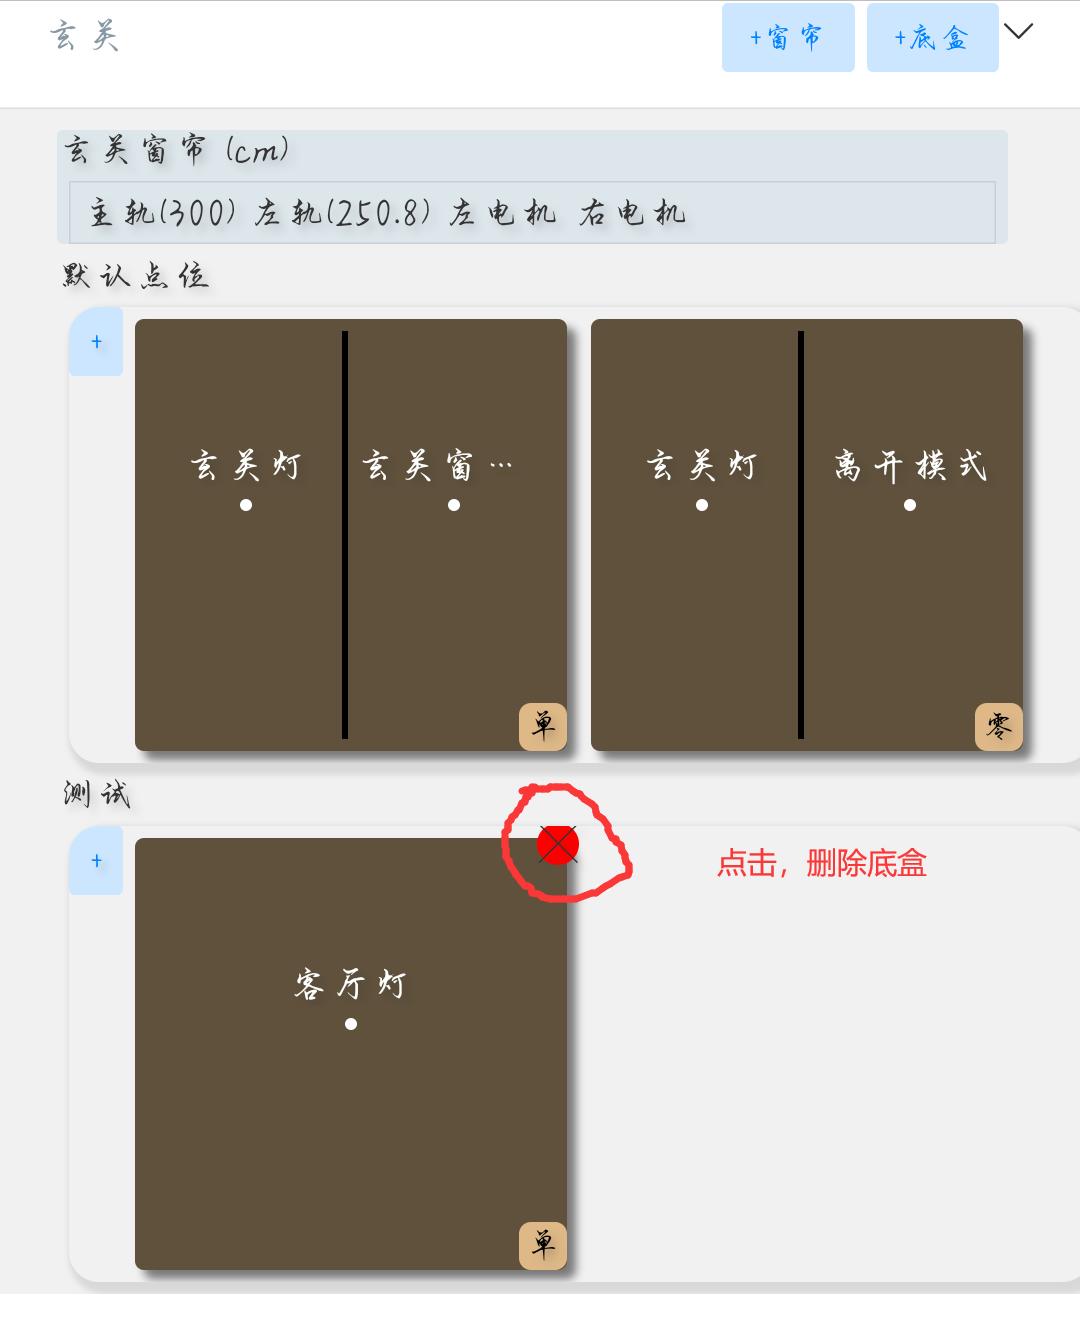 玄关
+窗帘 +底盒
玄关窗帘 (cm)
主轨(300) 左轨(250.8) 左电机 右电机
默认点位
+
玄关灯 玄关窗… 玄关灯 离开模式
单 零
测试
+
点击，删除底盒
客厅灯
单